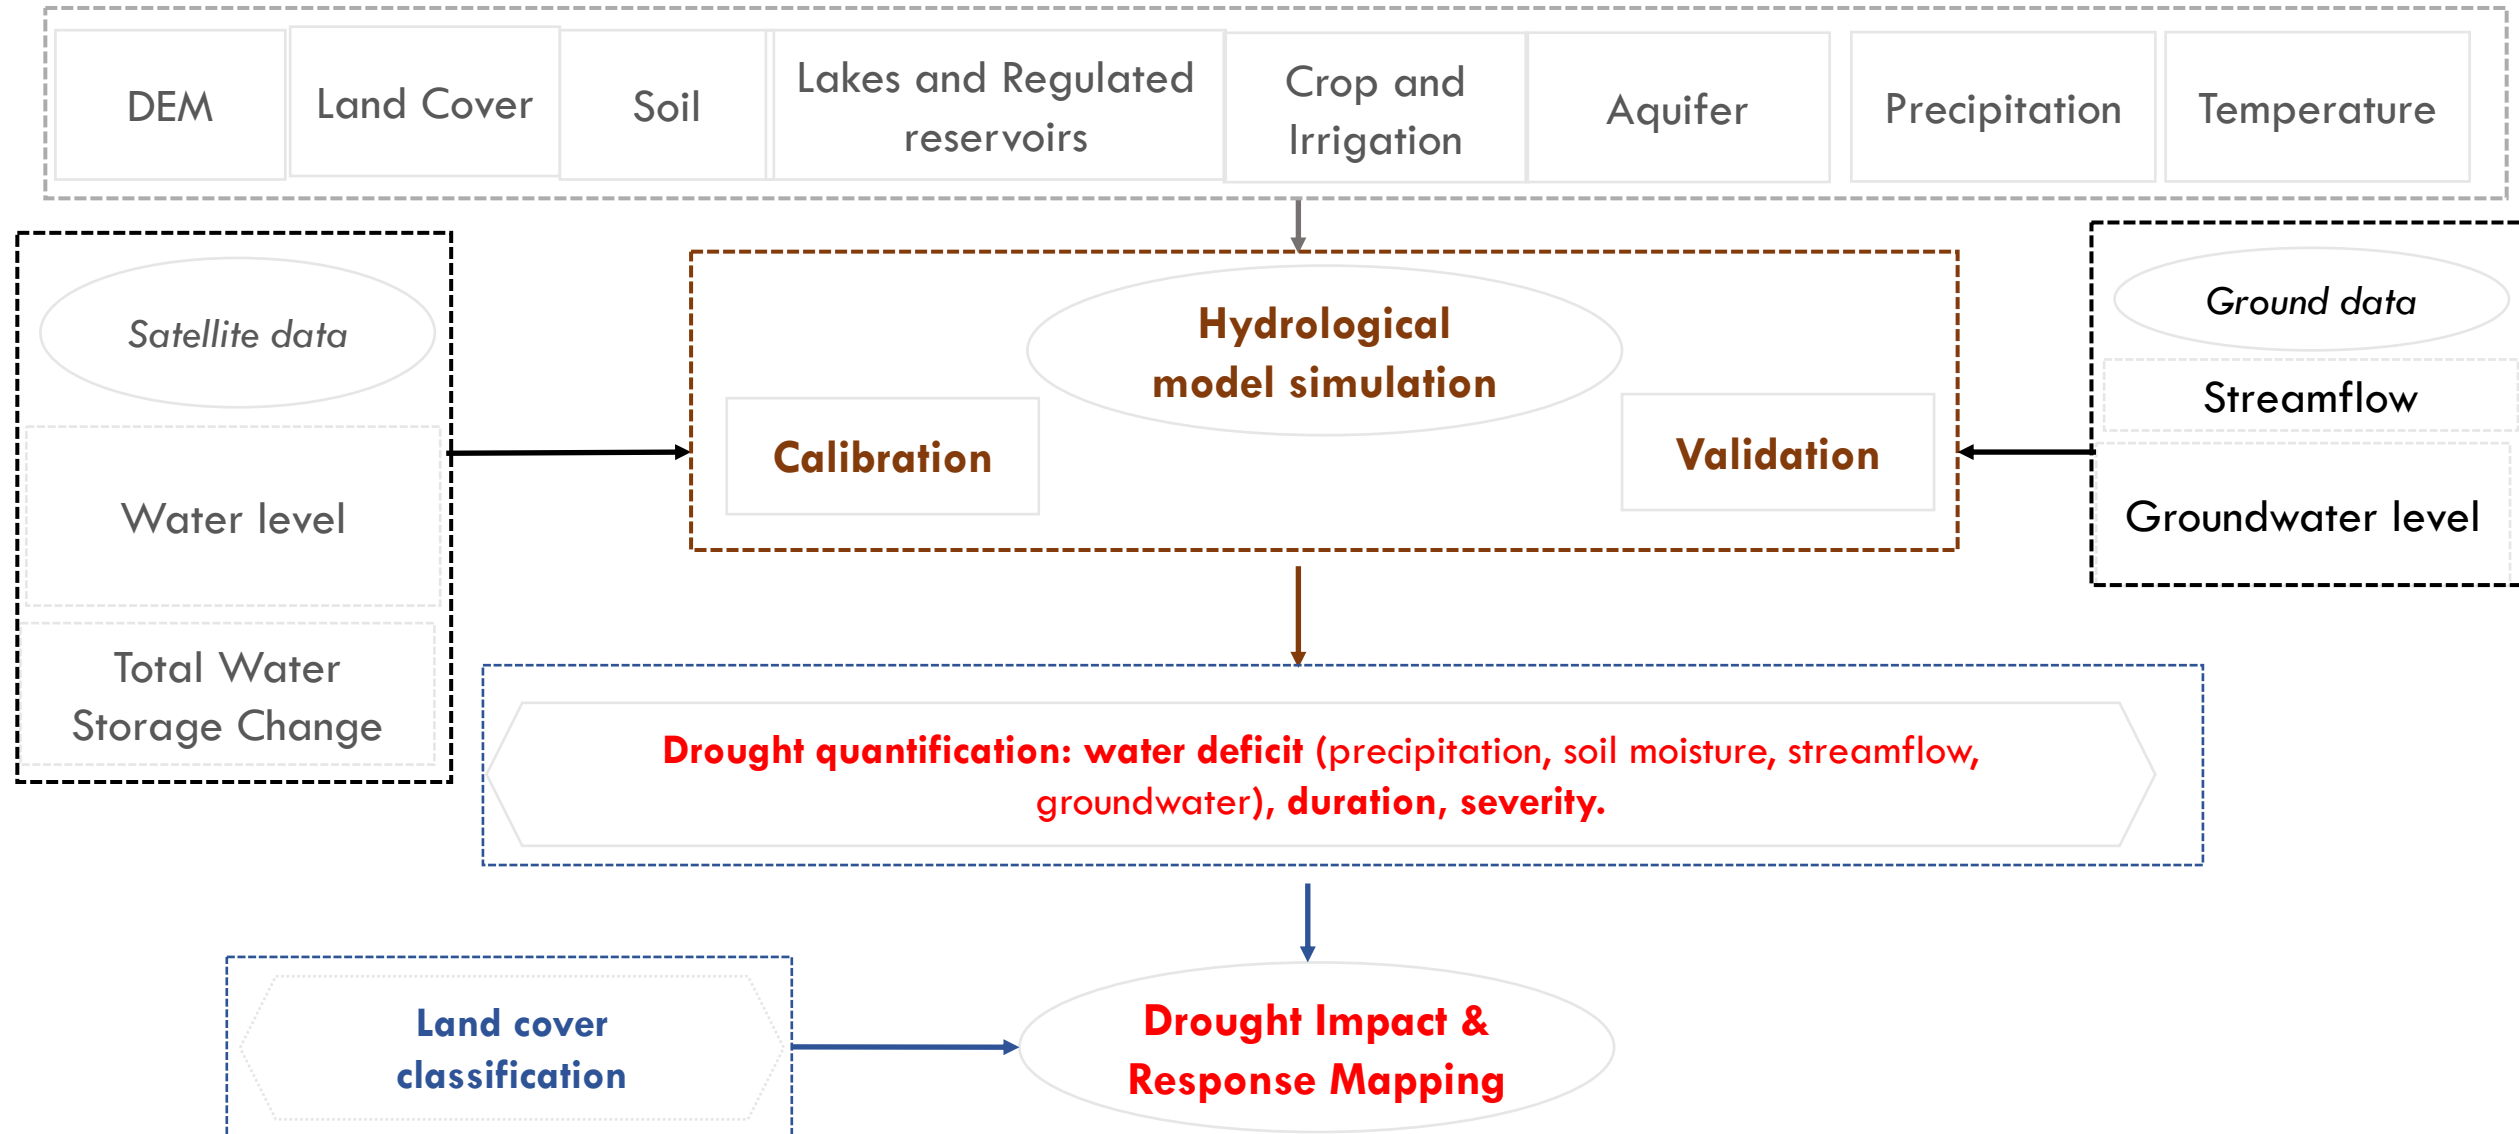 DEM
Land Cover
Soil
Lakes and Regulated
reservoirs
Crop and
Irrigation
Aquifer
Precipitation
Temperature
Satellite data
Water level
Total Water
Storage Change
Hydrological
model simulation
Calibration
Validation
Ground data
Streamflow
Groundwater level
Drought quantification: water deficit (precipitation, soil moisture, streamflow,
groundwater), duration, severity.
Land cover
classification
Drought Impact &
Response Mapping